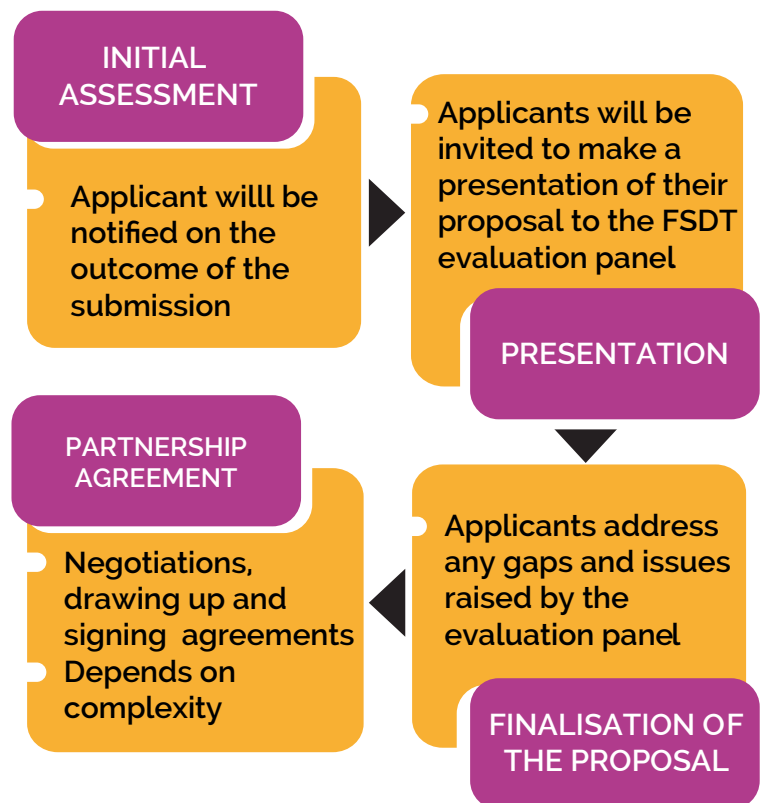 INITIAL
ASSESSMENT
Applicant willl be
notified on the
outcome of the
submission
Applicants will be
invited to make a
presentation of their
proposal to the FSDT
evaluation panel
PRESENTATION
Applicants address
any gaps and issues
raised by the
evaluation panel
FINALISATION OF
THE PROPOSAL
PARTNERSHIP
AGREEMENT
Negotiations,
drawing up and
signing agreements
Depends on
complexity